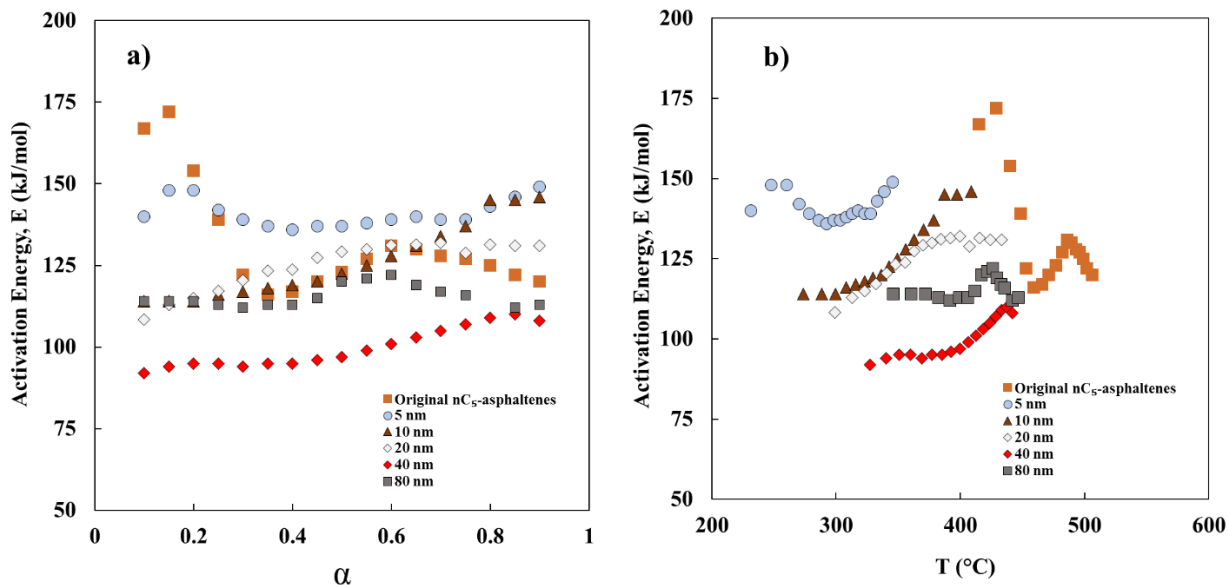 a)
Activation Energy, E (kJ/mol)
200
175
150
125
100
75
50
0
0.2
0.4
0.6
0.8
1
α
Original nC₅-asphaltenes
5 nm
10 nm
20 nm
40 nm
80 nm
b)
Activation Energy, E (kJ/mol)
200
175
150
125
100
75
50
200
300
400
500
600
T (°C)
Original nC₅-asphaltenes
5 nm
10 nm
20 nm
40 nm
80 nm